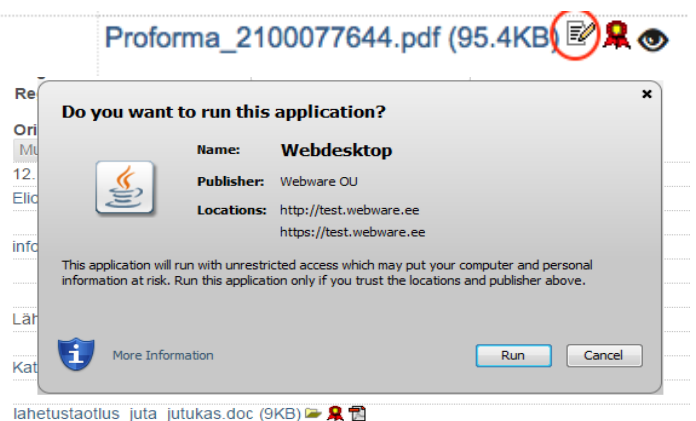 Proforma_2100077644.pdf (95.4KB)
Re
Do you want to run this application?
Ori
Mu
Name: Webdesktop
12.
Publisher: Webware OU
Elio
Locations: http://test.webware.ee
https://test.webware.ee
info
This application will run with unrestricted access which may put your computer and personal
information at risk. Run this application only if you trust the locations and publisher above.
Läh
More Information Run Cancel
Kat
lahetustaotlus_juta_jutukas.doc (9KB)